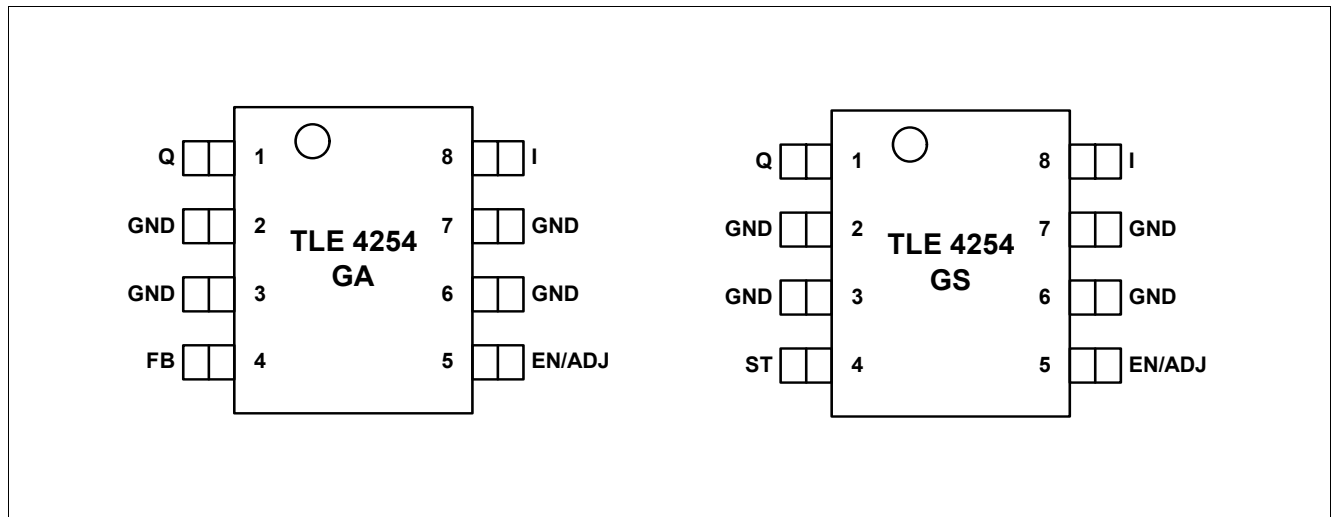 Q 1 8 I
GND 2 7 GND
TLE 4254
GA
GND 3 6 GND
FB 4 5 EN/ADJ
Q 1 8 I
GND 2 7 GND
TLE 4254
GS
GND 3 6 GND
ST 4 5 EN/ADJ